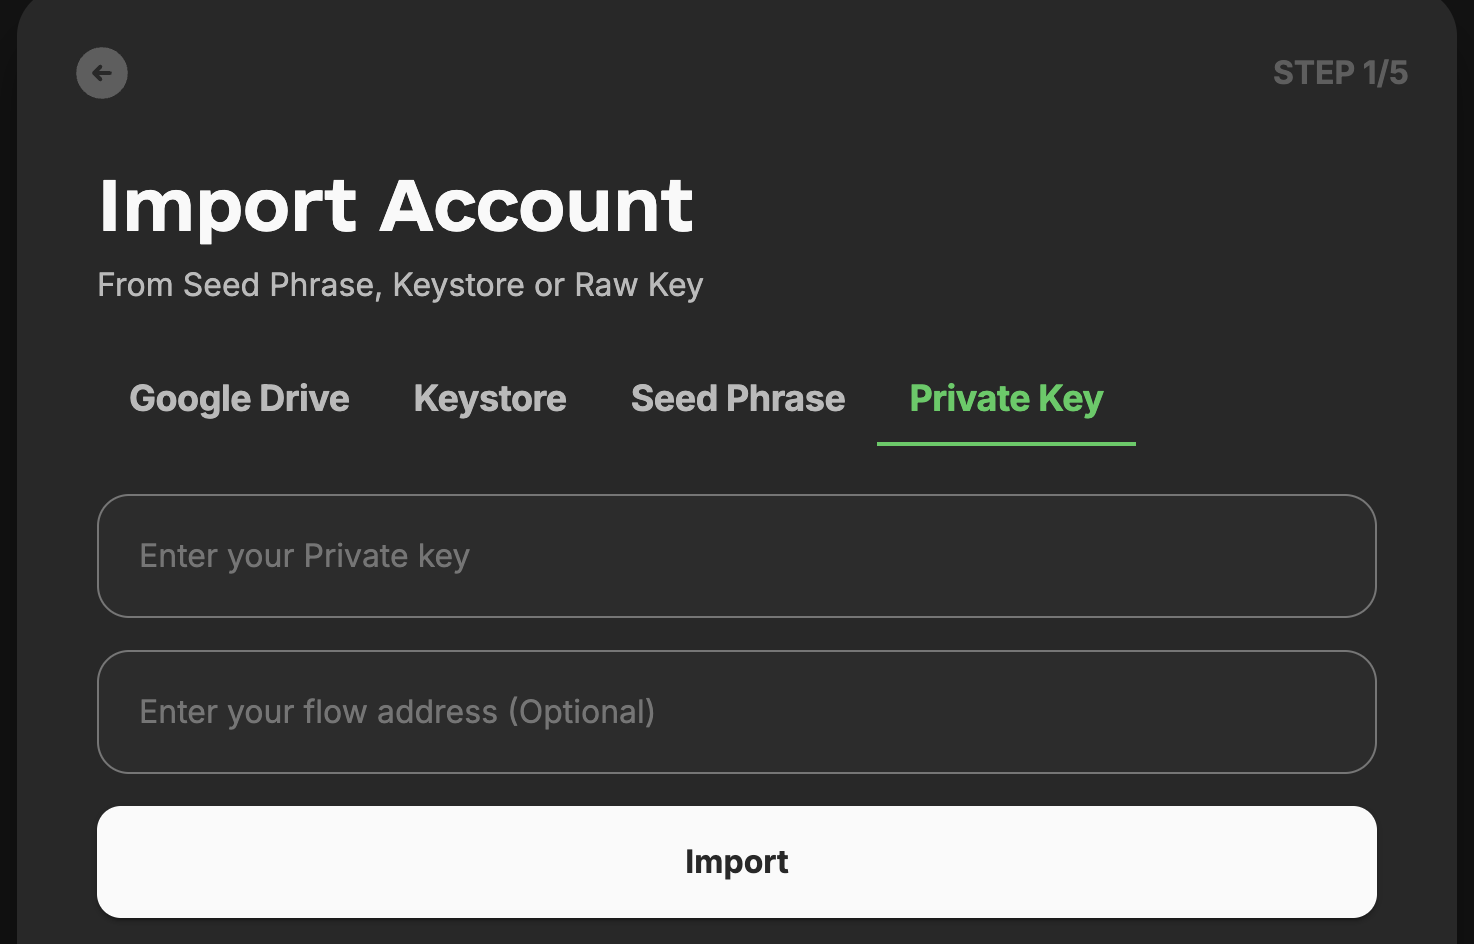 STEP 1/5
Import Account
From Seed Phrase, Keystore or Raw Key
Google Drive Keystore Seed Phrase Private Key
Enter your Private key
Enter your flow address (Optional)
Import